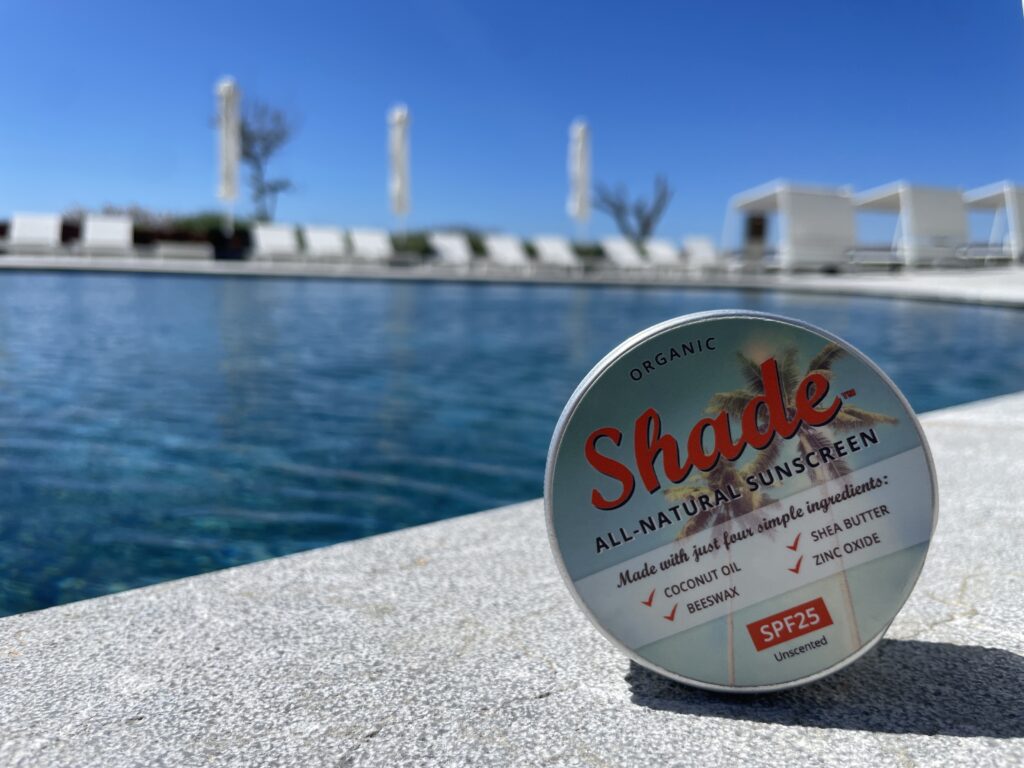 ORGANIC
Shade™
ALL-NATURAL SUNSCREEN
Made with just four simple ingredients:
COCONUT OIL
SHEA BUTTER
BEESWAX
ZINC OXIDE
SPF25
Unscented